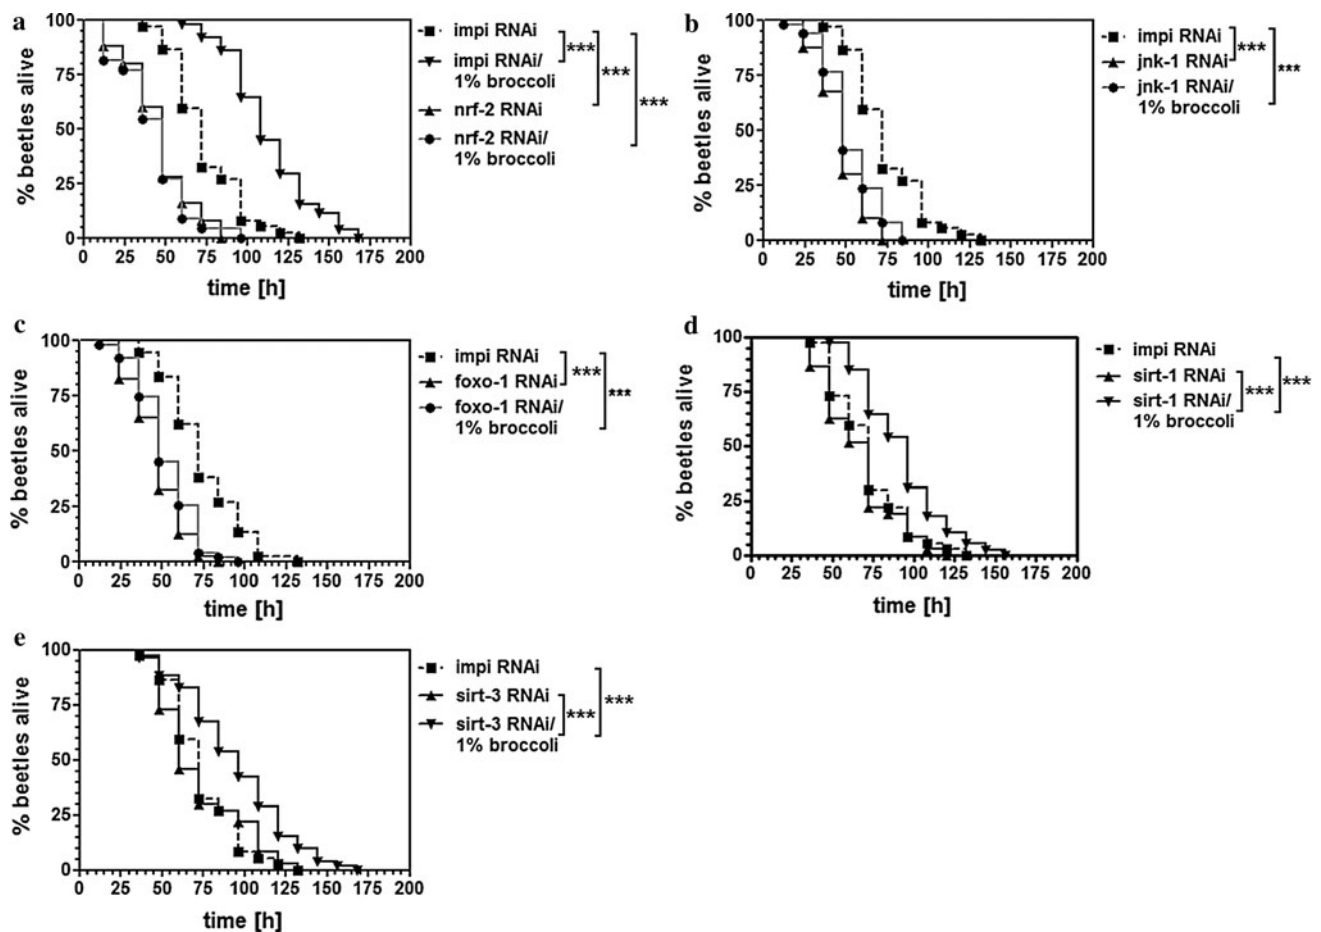 a
% beetles alive
100
75
50
25
0
0 25 50 75 100 125 150 175 200
time [h]
impi RNAi
impi RNAi/
1% broccoli
nrf-2 RNAi
nrf-2 RNAi/
1% broccoli
***
***
***
b
% beetles alive
100
75
50
25
0
0 25 50 75 100 125 150 175 200
time [h]
impi RNAi
jnk-1 RNAi
jnk-1 RNAi/
1% broccoli
***
***
c
% beetles alive
100
75
50
25
0
0 25 50 75 100 125 150 175 200
time [h]
impi RNAi
foxo-1 RNAi
foxo-1 RNAi/
1% broccoli
***
***
d
% beetles alive
100
75
50
25
0
0 25 50 75 100 125 150 175 200
time [h]
impi RNAi
sirt-1 RNAi
sirt-1 RNAi/
1% broccoli
***
***
e
% beetles alive
100
75
50
25
0
0 25 50 75 100 125 150 175 200
time [h]
impi RNAi
sirt-3 RNAi
sirt-3 RNAi/
1% broccoli
***
***